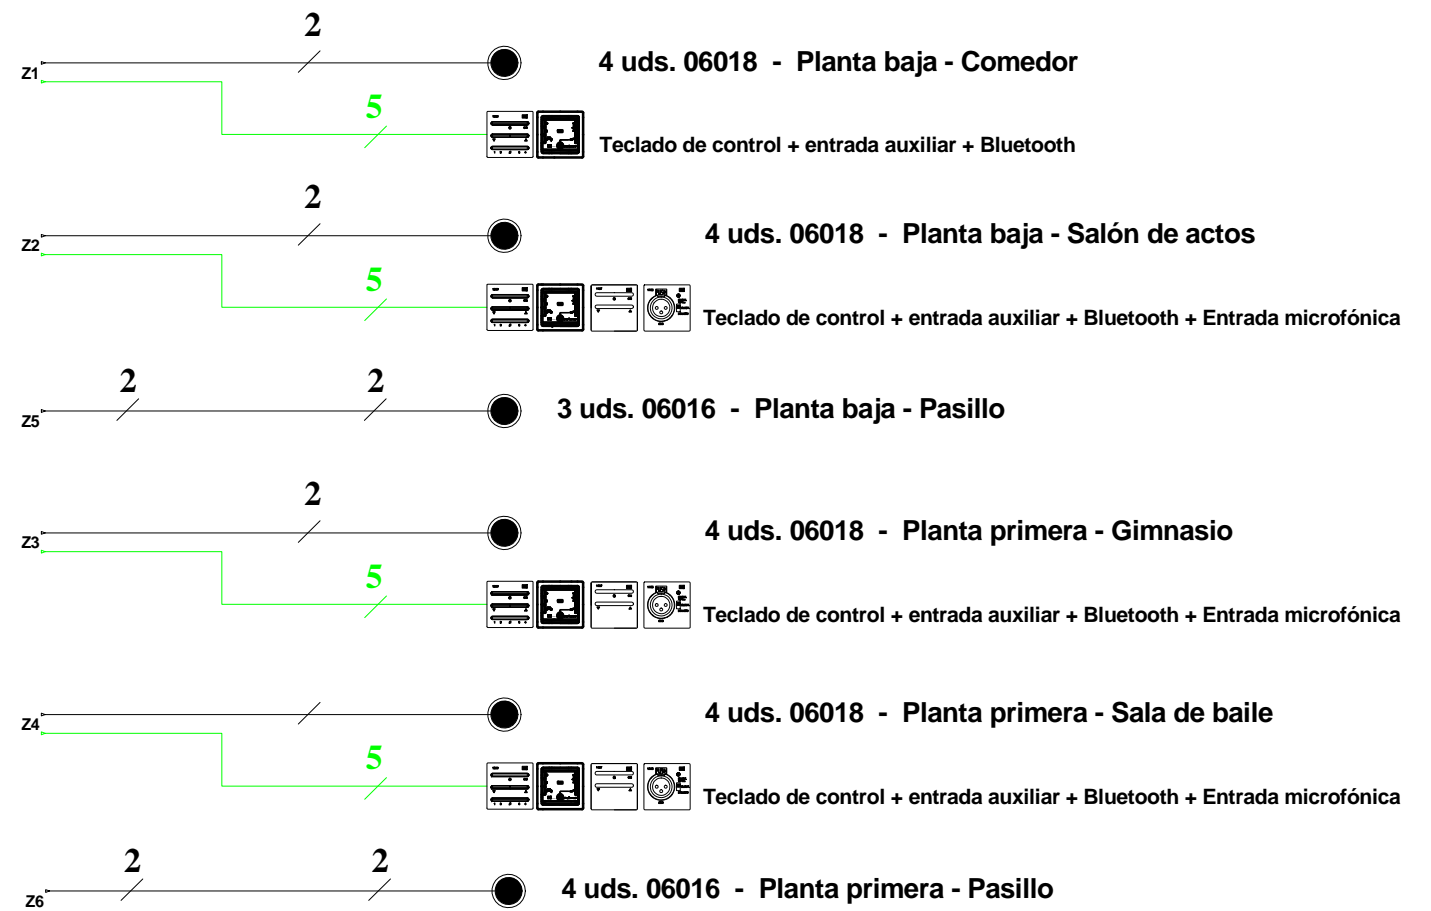 2
Z1
4 uds. 06018 - Planta baja - Comedor
5
Teclado de control + entrada auxiliar + Bluetooth
2
Z2
4 uds. 06018 - Planta baja - Salón de actos
5
Teclado de control + entrada auxiliar + Bluetooth + Entrada microfónica
2 2
Z5
3 uds. 06016 - Planta baja - Pasillo
2
Z3
4 uds. 06018 - Planta primera - Gimnasio
5
Teclado de control + entrada auxiliar + Bluetooth + Entrada microfónica
Z4
4 uds. 06018 - Planta primera - Sala de baile
5
Teclado de control + entrada auxiliar + Bluetooth + Entrada microfónica
2 2
Z6
4 uds. 06016 - Planta primera - Pasillo